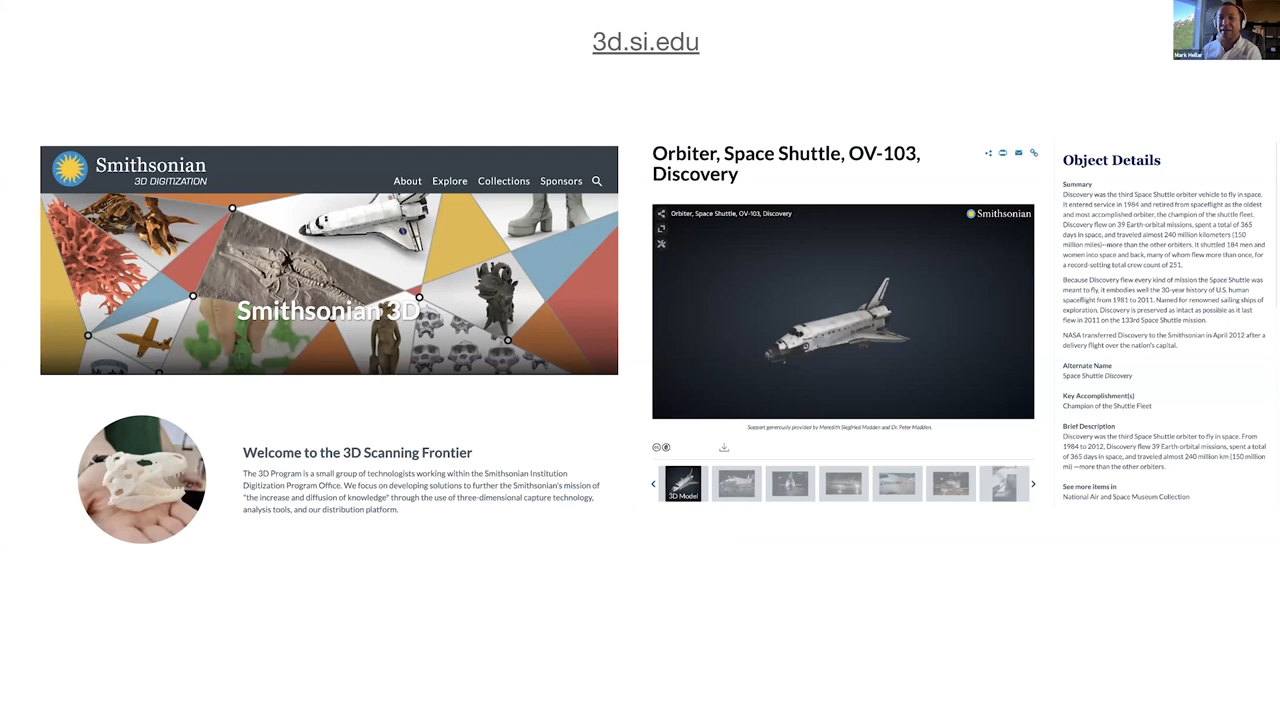 3d.si.edu
Mark Hellar
Smithsonian
3D DIGITIZATION
About Explore Collections Sponsors
Smithsonian 3D
Welcome to the 3D Scanning Frontier
The 3D Program is a small group of technologists working within the Smithsonian Institution
Digitization Program Office. We focus on developing solutions to further the Smithsonian's mission of
"the increase and diffusion of knowledge" through the use of three-dimensional capture technology,
analysis tools, and our distribution platform.
Orbiter, Space Shuttle, OV-103,
Discovery
Orbiter, Space Shuttle, OV-103, Discovery
Smithsonian
Support generously provided by Meredith Siegfried Madden and Dr. Peter Madden.
3D Model
Object Details
Summary
Discovery was the third Space Shuttle orbiter vehicle to fly in space.
It entered service in 1984 and retired from spaceflight as the oldest
and most accomplished orbiter, the champion of the shuttle fleet.
Discovery flew on 39 Earth-orbital missions, spent a total of 365
days in space, and traveled almost 240 million kilometers (150
million miles)—more than the other orbiters. It shuttled 184 men and
women into space and back, many of whom flew more than once, for
a record-setting total crew count of 251.
Because Discovery flew every kind of mission the Space Shuttle was
meant to fly, it embodies well the 30-year history of U.S. human
spaceflight from 1981 to 2011. Named for renowned sailing ships of
exploration, Discovery is preserved as intact as possible as it last
flew in 2011 on the 133rd Space Shuttle mission.
NASA transferred Discovery to the Smithsonian in April 2012 after a
delivery flight over the nation's capital.
Alternate Name
Space Shuttle Discovery
Key Accomplishment(s)
Champion of the Shuttle Fleet
Brief Description
Discovery was the third Space Shuttle orbiter to fly in space. From
1984 to 2012, Discovery flew 39 Earth-orbital missions, spent a total
of 365 days in space, and traveled almost 240 million km (150 million
mi) —more than the other orbiters.
See more items in
National Air and Space Museum Collection